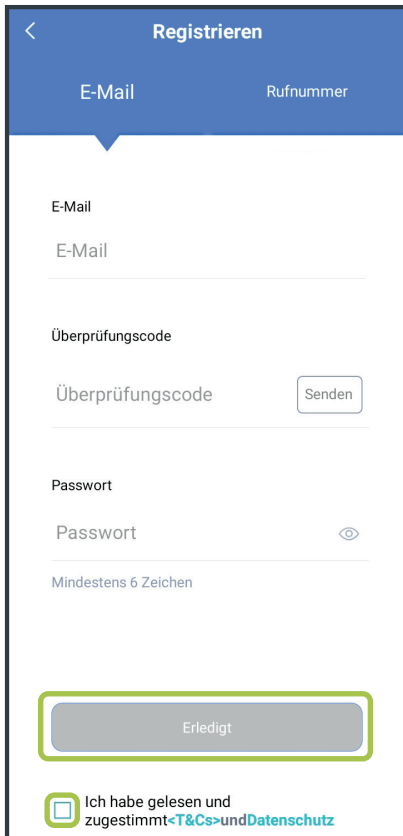 Registrieren
E-Mail Rufnummer
E-Mail
E-Mail
Überprüfungscode
Überprüfungscode Senden
Passwort
Passwort
Mindestens 6 Zeichen
Erledigt
Ich habe gelesen und
zugestimmt<T&Cs>undDatenschutz